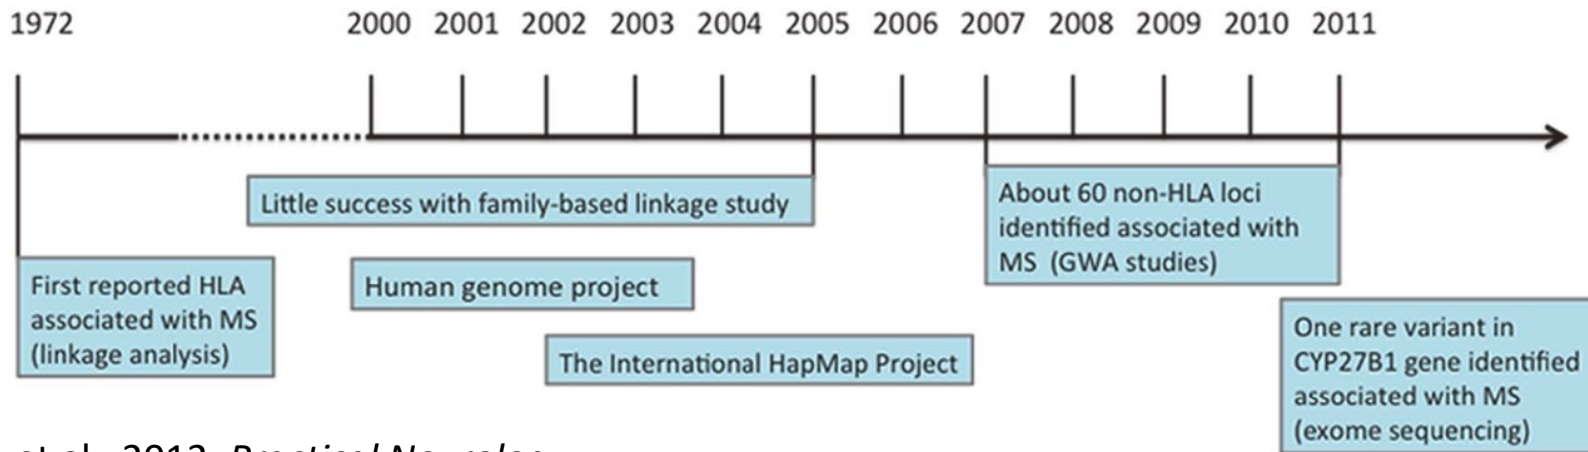 1972 2000 2001 2002 2003 2004 2005 2006 2007 2008 2009 2010 2011
Little success with family-based linkage study
About 60 non-HLA loci
identified associated with
MS (GWA studies)
First reported HLA
associated with MS
(linkage analysis)
Human genome project
The International HapMap Project
One rare variant in
CYP27B1 gene identified
associated with MS
(exome sequencing)